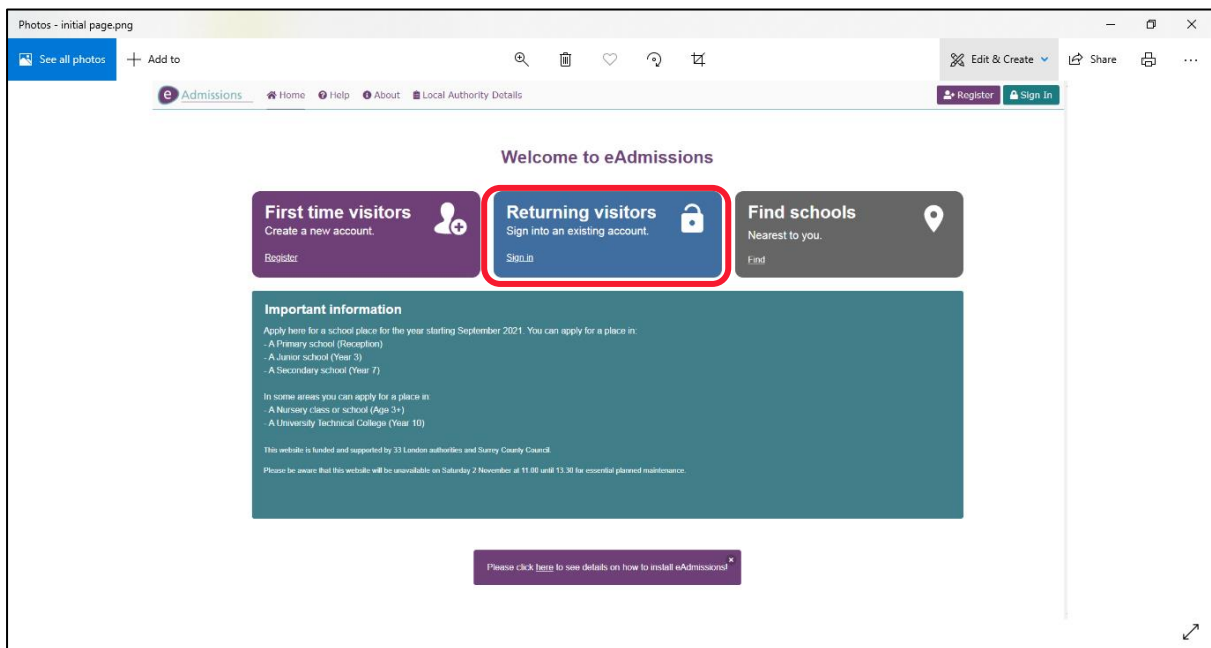 Photos - initial page.png
See all photos + Add to Edit & Create Share
e Admissions Home Help About Local Authority Details Register Sign In
Welcome to eAdmissions
First time visitors
Create a new account.
Register
Returning visitors
Sign into an existing account.
Sign in
Find schools
Nearest to you.
Find
Important information
Apply here for a school place for the year starting September 2021. You can apply for a place in:
- A Primary school (Reception)
- A Junior school (Year 3)
- A Secondary school (Year 7)
In some areas you can apply for a place in
- A Nursery class or school (Age 3+)
- A University Technical College (Year 10)
This website is funded and supported by 33 London authorities and Surrey County Council.
Please be aware that this website will be unavailable on Saturday 2 November at 11.00 until 13.30 for essential planned maintenance.
Please click here to see details on how to install eAdmissions!